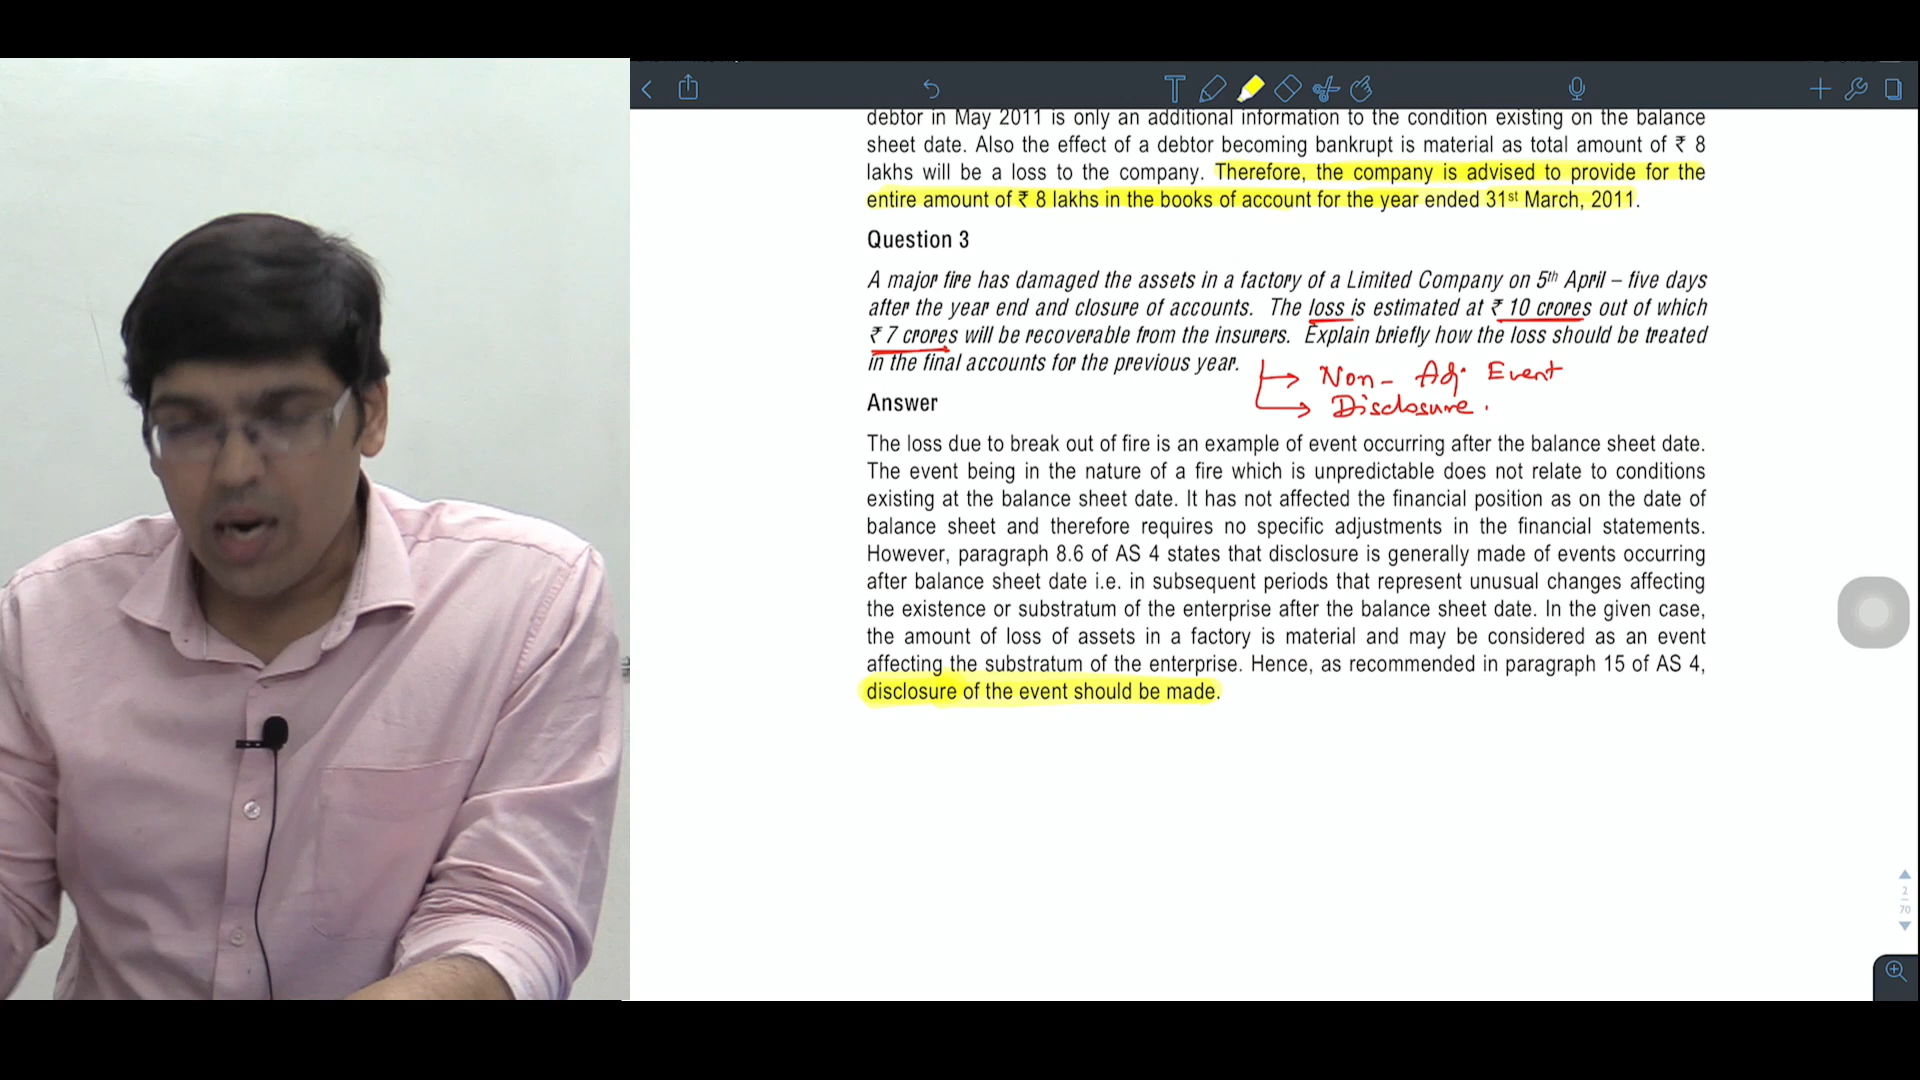 debtor in May 2011 is only an additional information to the condition existing on the balance
sheet date. Also the effect of a debtor becoming bankrupt is material as total amount of ₹ 8
lakhs will be a loss to the company. Therefore, the company is advised to provide for the
entire amount of ₹ 8 lakhs in the books of account for the year ended 31st March, 2011.
Question 3
A major fire has damaged the assets in a factory of a Limited Company on 5th April – five days
after the year end and closure of accounts. The loss is estimated at ₹ 10 crores out of which
₹ 7 crores will be recoverable from the insurers. Explain briefly how the loss should be treated
in the final accounts for the previous year.
Non- Adj. Event
Disclosure.
Answer
The loss due to break out of fire is an example of event occurring after the balance sheet date.
The event being in the nature of a fire which is unpredictable does not relate to conditions
existing at the balance sheet date. It has not affected the financial position as on the date of
balance sheet and therefore requires no specific adjustments in the financial statements.
However, paragraph 8.6 of AS 4 states that disclosure is generally made of events occurring
after balance sheet date i.e. in subsequent periods that represent unusual changes affecting
the existence or substratum of the enterprise after the balance sheet date. In the given case,
the amount of loss of assets in a factory is material and may be considered as an event
affecting the substratum of the enterprise. Hence, as recommended in paragraph 15 of AS 4,
disclosure of the event should be made.
2
70